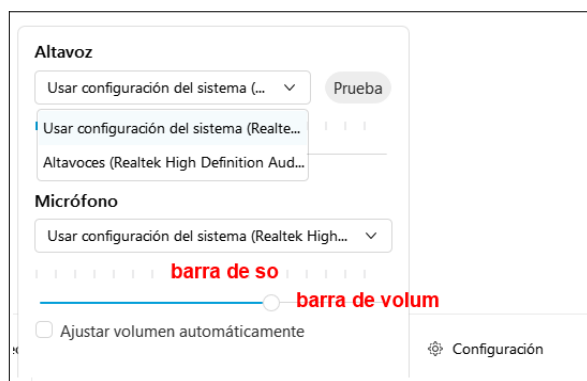 Altavoz
Usar configuración del sistema (...
Prueba
Usar configuración del sistema (Realte...
Altavoces (Realtek High Definition Aud...
Micrófono
Usar configuración del sistema (Realtek High...
barra de so
barra de volum
Ajustar volumen automáticamente
Configuración